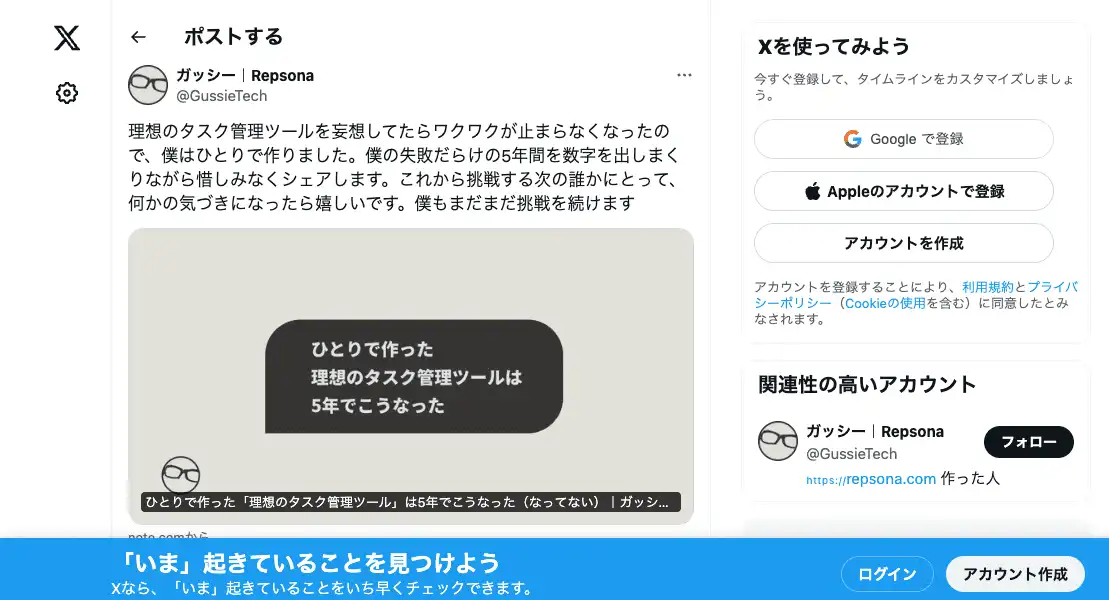 ポストする
ガッシー｜Repsona
@GussieTech
理想のタスク管理ツールを妄想してたらワクワクが止まらなくなったの
で、僕はひとりで作りました。僕の失敗だらけの5年間を数字を出しまく
りながら惜しみなくシェアします。これから挑戦する次の誰かにとって、
何かの気づきになったら嬉しいです。僕もまだまだ挑戦を続けます
ひとりで作った
理想のタスク管理ツールは
5年でこうなった
ひとりで作った「理想のタスク管理ツール」は5年でこうなった（なってない）｜ガッシ...
note.comから
Xを使ってみよう
今すぐ登録して、タイムラインをカスタマイズしましょ
う。
Google で登録
Appleのアカウントで登録
アカウントを作成
アカウントを登録することにより、利用規約とプライバ
シーポリシー（Cookieの使用を含む）に同意したとみ
なされます。
関連性の高いアカウント
ガッシー｜Repsona
@GussieTech
フォロー
https://repsona.com 作った人
「いま」起きていることを見つけよう
Xなら、「いま」起きていることをいち早くチェックできます。
ログイン
アカウント作成